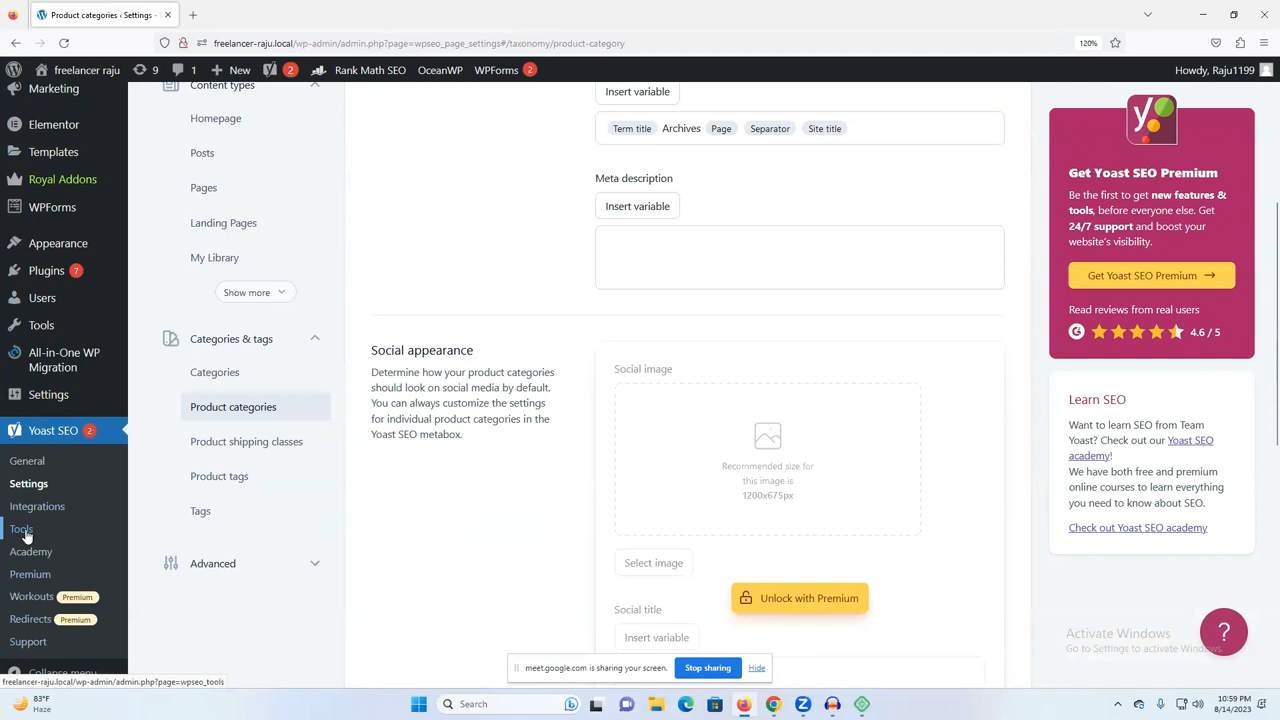 Product categories ‹ Settings -
freelancer-raju.local/wp-admin/admin.php?page=wpseo_page_settings#/taxonomy/product-category
120%
freelancer-raju
9
1
New
2
Rank Math SEO
OceanWP
WPForms 2
Howdy, Raju1199
Marketing
Elementor
Templates
Royal Addons
WPForms
Appearance
Plugins 7
Users
Tools
All-in-One WP
Migration
Settings
Yoast SEO 2
General
Settings
Integrations
Tools
Academy
Premium
Workouts Premium
Redirects Premium
Support
Collapse menu
freelancer-raju.local/wp-admin/admin.php?page=wpseo_tools
Content types
Homepage
Posts
Pages
Landing Pages
My Library
Show more
Categories & tags
Categories
Product categories
Product shipping classes
Product tags
Tags
Advanced
Insert variable
Term title Archives Page Separator Site title
Meta description
Insert variable
Social appearance
Determine how your product categories
should look on social media by default.
You can always customize the settings
for individual product categories in the
Yoast SEO metabox.
Social image
Recommended size for
this image is
1200x675px
Select image
Unlock with Premium
Social title
Insert variable
meet.google.com is sharing your screen.
Stop sharing
Hide
Get Yoast SEO Premium
Be the first to get new features &
tools, before everyone else. Get
24/7 support and boost your
website's visibility.
Get Yoast SEO Premium
Read reviews from real users
4.6 / 5
Learn SEO
Want to learn SEO from Team
Yoast? Check out our Yoast SEO
academy!
We have both free and premium
online courses to learn everything
you need to know about SEO.
Check out Yoast SEO academy
?
Activate Windows
Go to Settings to activate Windows.
83°F
Haze
Search
10:59 PM
8/14/2023